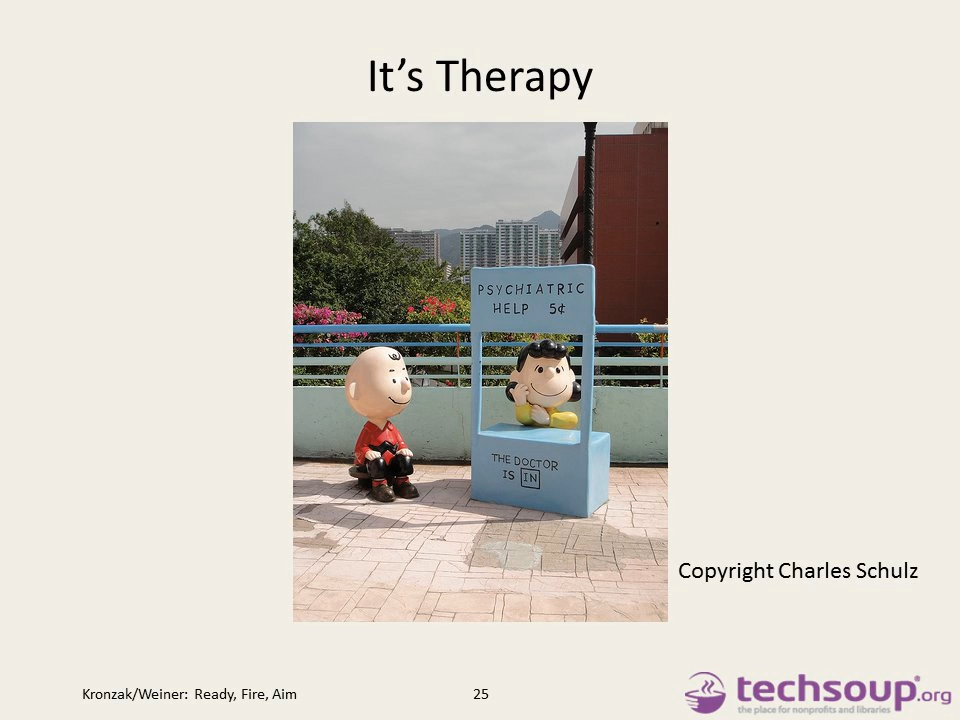 It's Therapy
PSYCHIATRIC
HELP 5¢
THE DOCTOR
IS IN
Copyright Charles Schulz
Kronzak/Weiner: Ready, Fire, Aim
25
techsoup.org
the place for nonprofits and libraries